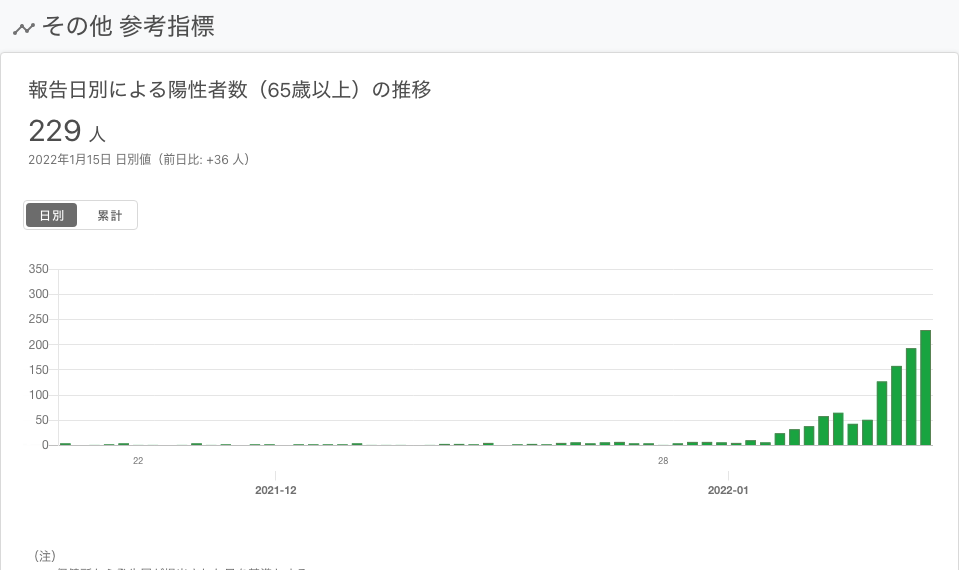 その他 参考指標
報告日別による陽性者数（65歳以上）の推移
229 人
2022年1月15日 日別値（前日比: +36 人）
日別 累計
350
300
250
200
150
100
50
0
22 28
2021-12 2022-01
（注）